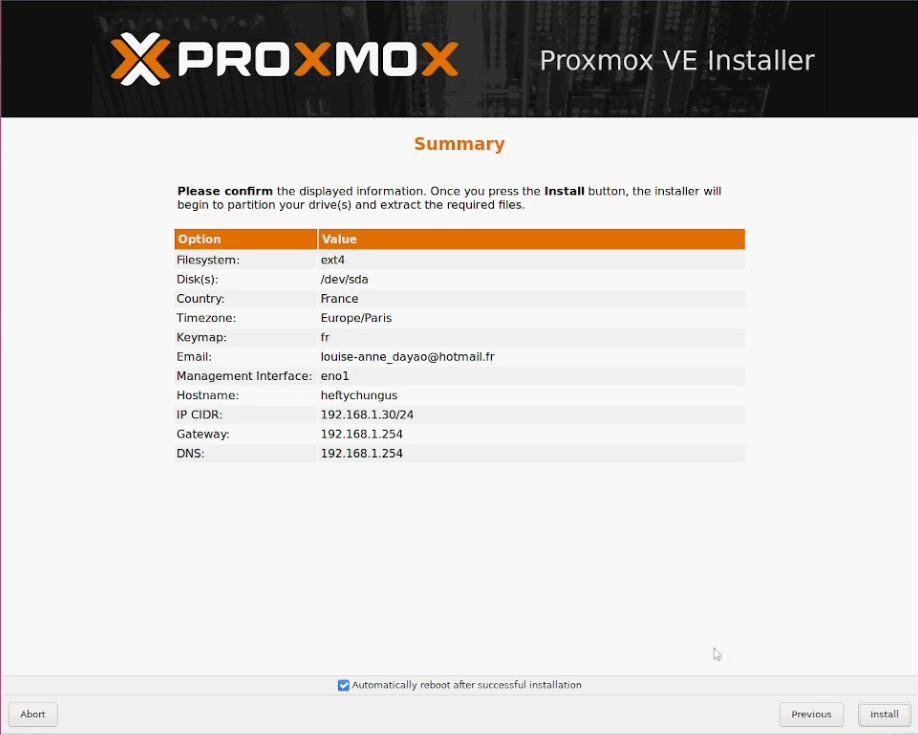 PROXMOX
Proxmox VE Installer
Summary
Please confirm the displayed information. Once you press the Install button, the installer will
begin to partition your drive(s) and extract the required files.
Option Value
Filesystem: ext4
Disk(s): /dev/sda
Country: France
Timezone: Europe/Paris
Keymap: fr
Email: louise-anne_dayao@hotmail.fr
Management Interface: eno1
Hostname: heftychungus
IP CIDR: 192.168.1.30/24
Gateway: 192.168.1.254
DNS: 192.168.1.254
Automatically reboot after successful installation
Abort Previous Install